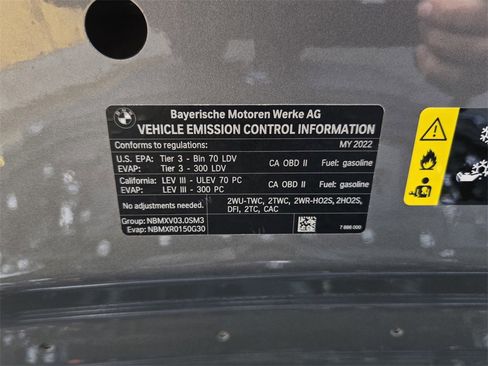 BMW
Bayerische Motoren Werke AG
VEHICLE EMISSION CONTROL INFORMATION
Conforms to regulations: MY 2022
U.S. EPA: Tier 3 - Bin 70 LDV CA OBD II Fuel: gasoline
EVAP: Tier 3 - 300 LDV
California: LEV III - ULEV 70 PC CA OBD II Fuel: gasoline
EVAP: LEV III - 300 PC
No adjustments needed. 2WU-TWC, 2TWC, 2WR-HO2S, 2HO2S,
DFI, 2TC, CAC
Group: NBMXV03.0SM3
Evap: NBMXR0150G30 7 886 000